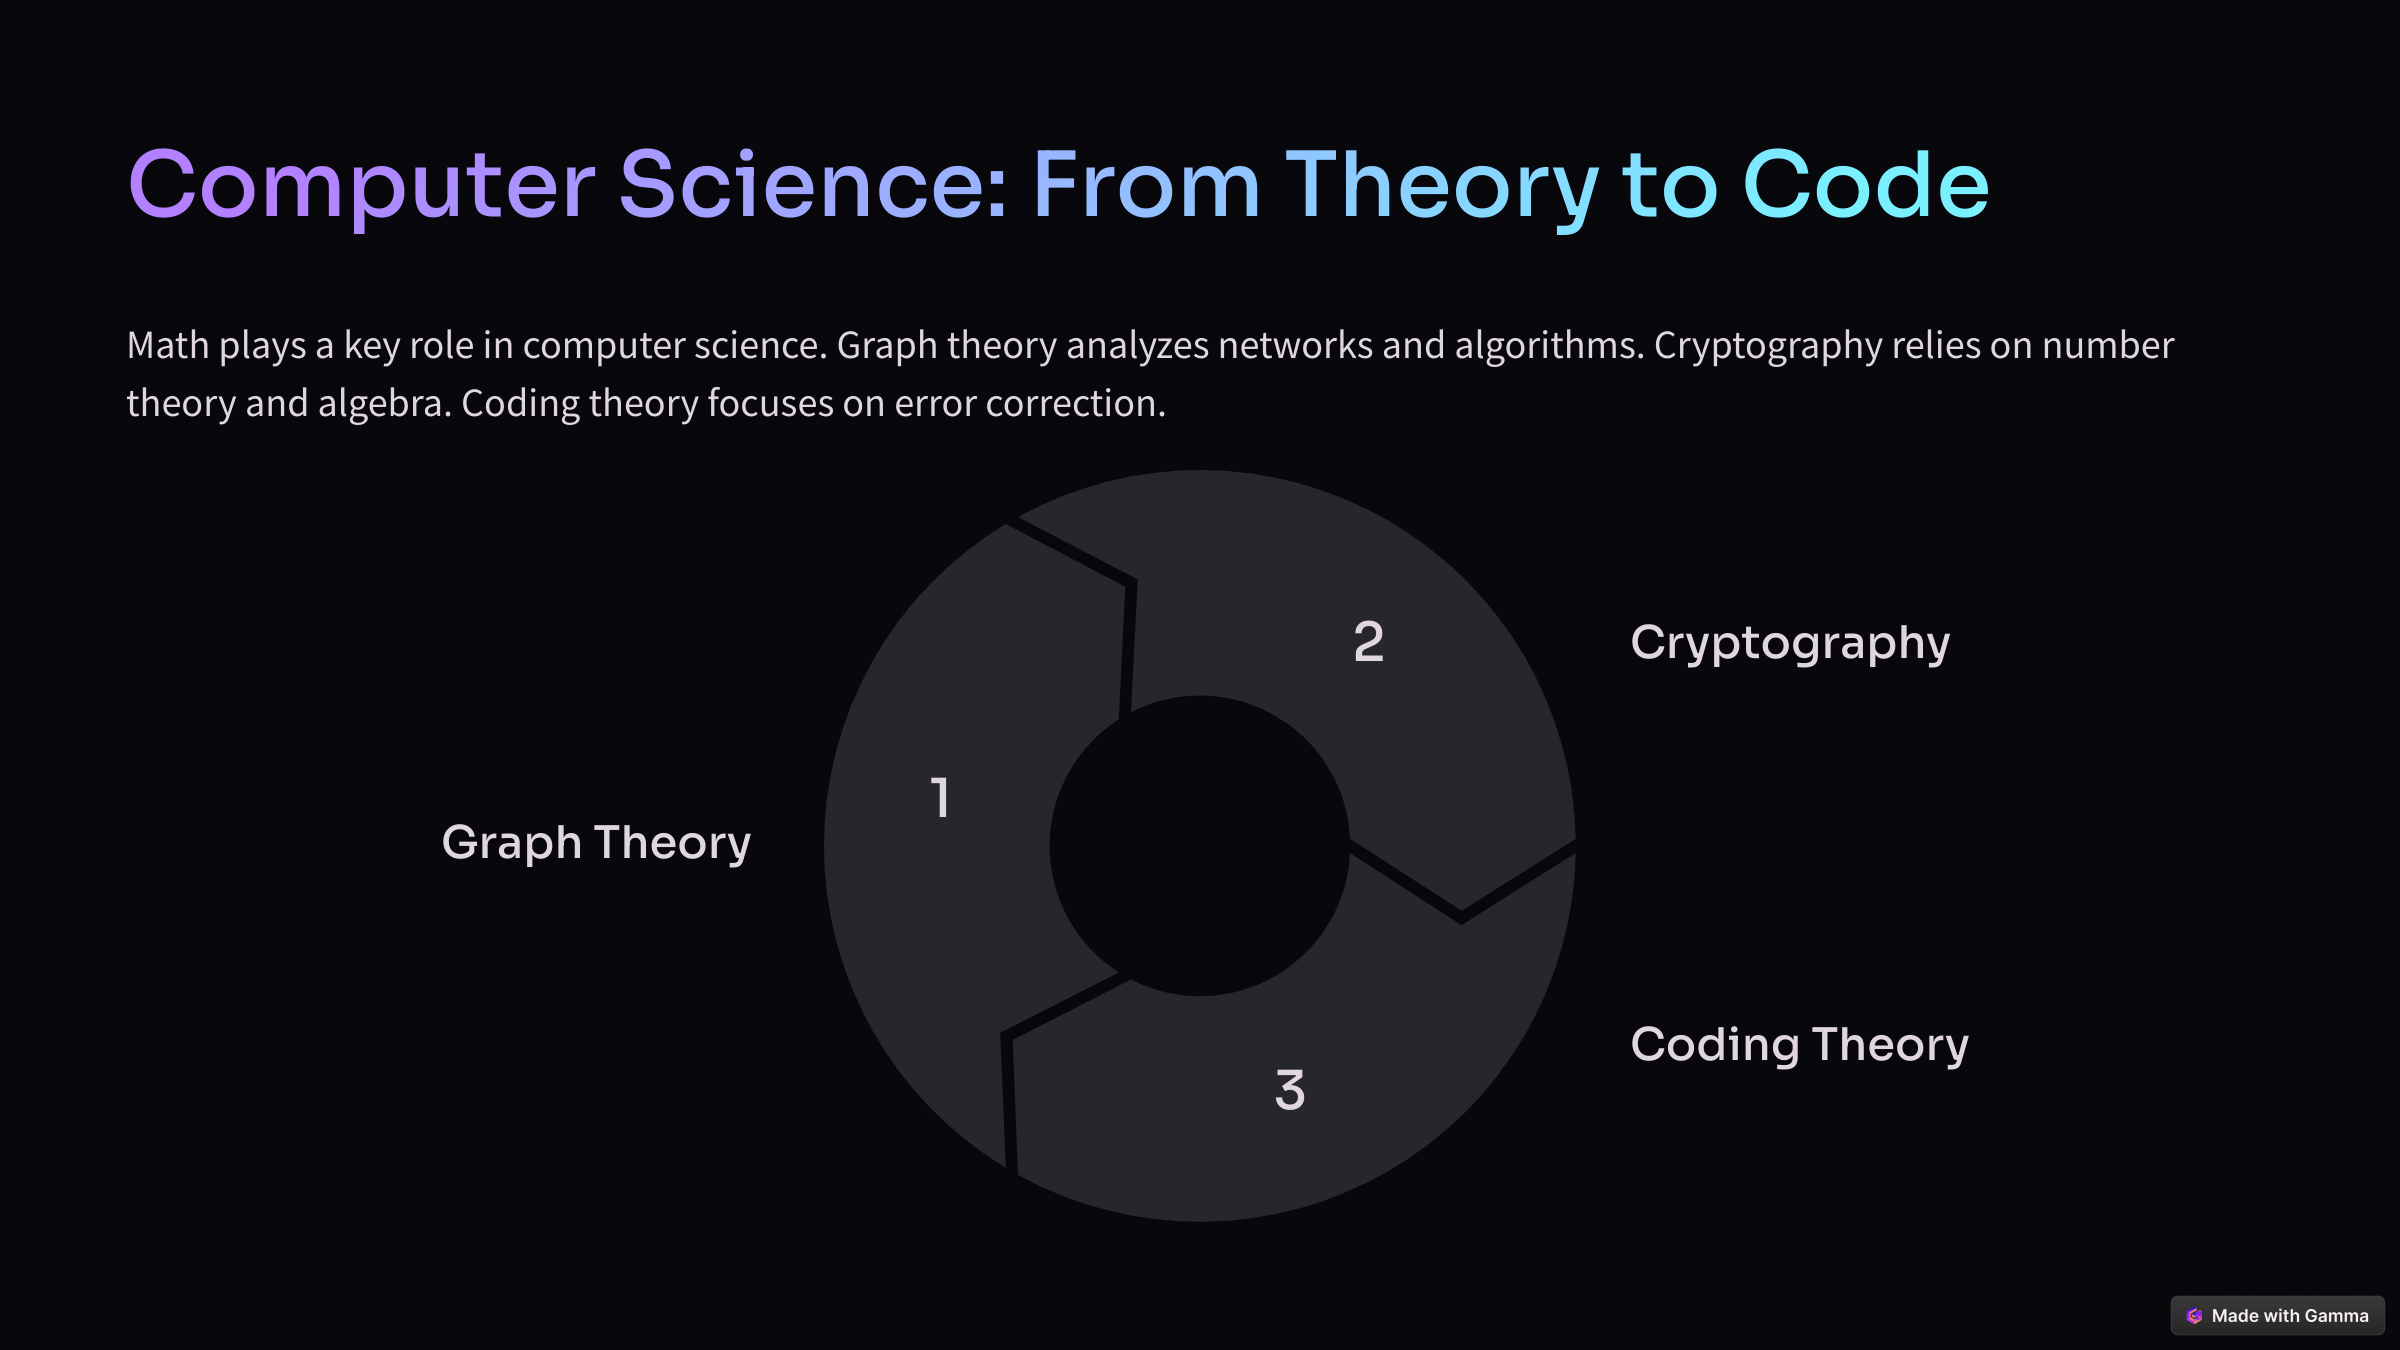 Computer Science: From Theory to Code
Math plays a key role in computer science. Graph theory analyzes networks and algorithms. Cryptography relies on number
theory and algebra. Coding theory focuses on error correction.
2
Cryptography
1
Graph Theory
Coding Theory
3
Made with Gamma